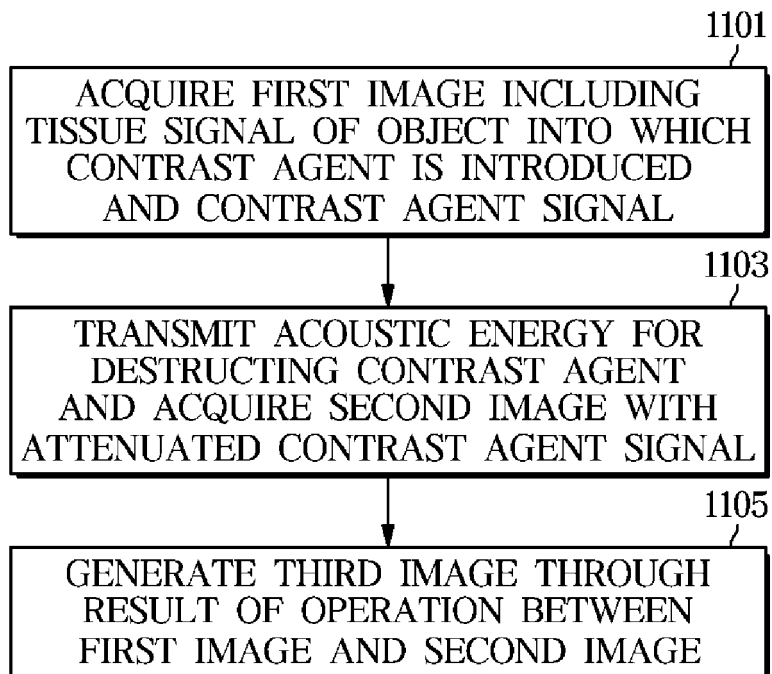 1101
ACQUIRE FIRST IMAGE INCLUDING
TISSUE SIGNAL OF OBJECT INTO WHICH
CONTRAST AGENT IS INTRODUCED
AND CONTRAST AGENT SIGNAL
1103
TRANSMIT ACOUSTIC ENERGY FOR
DESTRUCTING CONTRAST AGENT
AND ACQUIRE SECOND IMAGE WITH
ATTENUATED CONTRAST AGENT SIGNAL
1105
GENERATE THIRD IMAGE THROUGH
RESULT OF OPERATION BETWEEN
FIRST IMAGE AND SECOND IMAGE